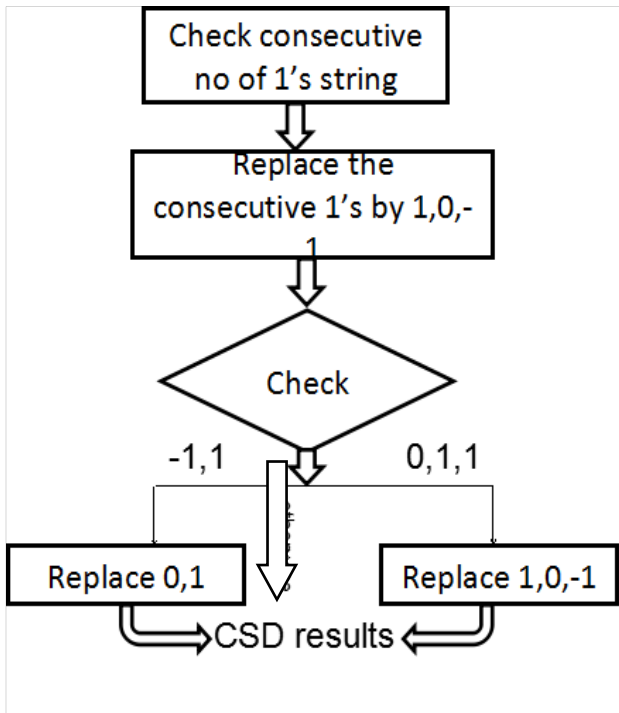 Check consecutive
no of 1's string
Replace the
consecutive 1's by 1,0,-
1
Check
-1,1
0,1,1
Replace 0,1
Replace 1,0,-1
CSD results